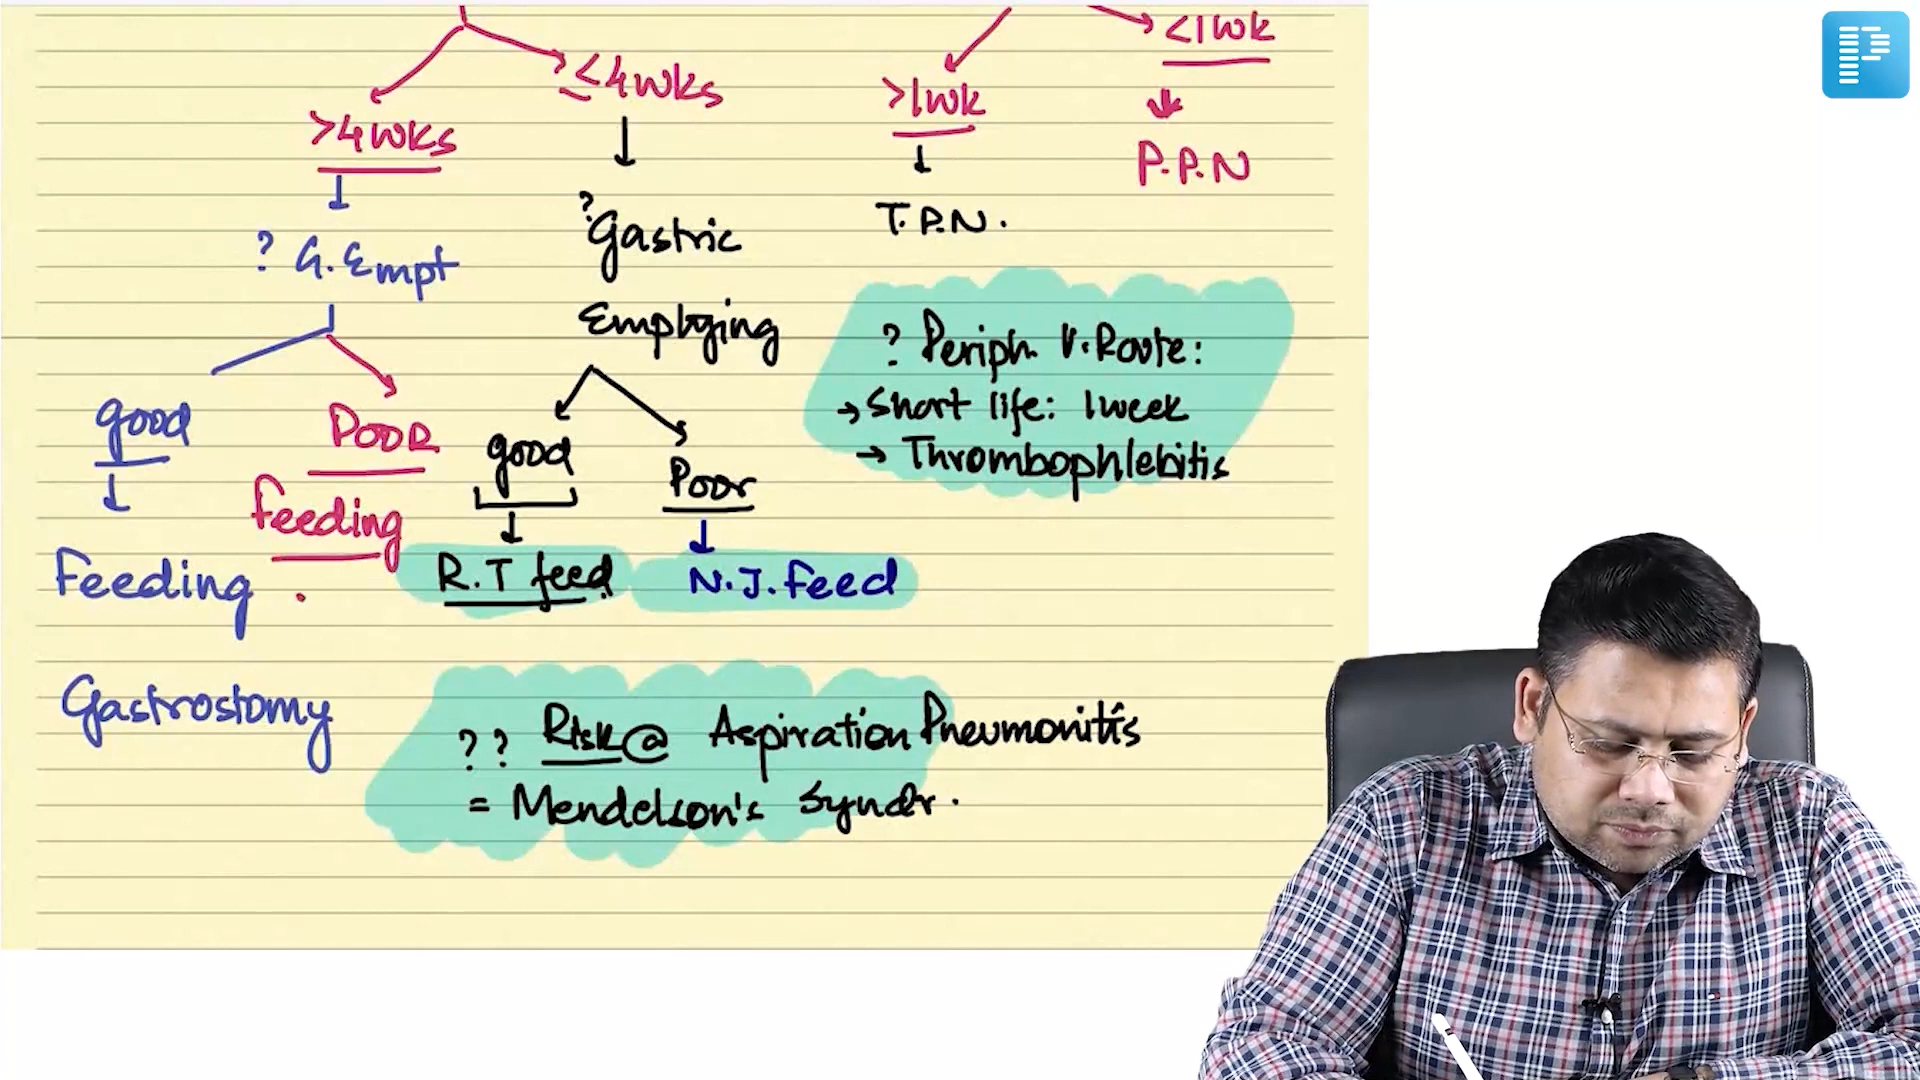 <1wk
≤4wks
>1wk
>4wks
P.P.N
T.P.N.
? Gastric
Emptying
? G.Empt
? Periph. V. Route:
→ Short life: 1week
→ Thrombophlebitis
good
Poor
good
Poor
feeding
Feeding
Gastrostomy
R.T feed
N.J. feed
?? Risk@ Aspiration Pneumonitis
= Mendelson's Syndr.